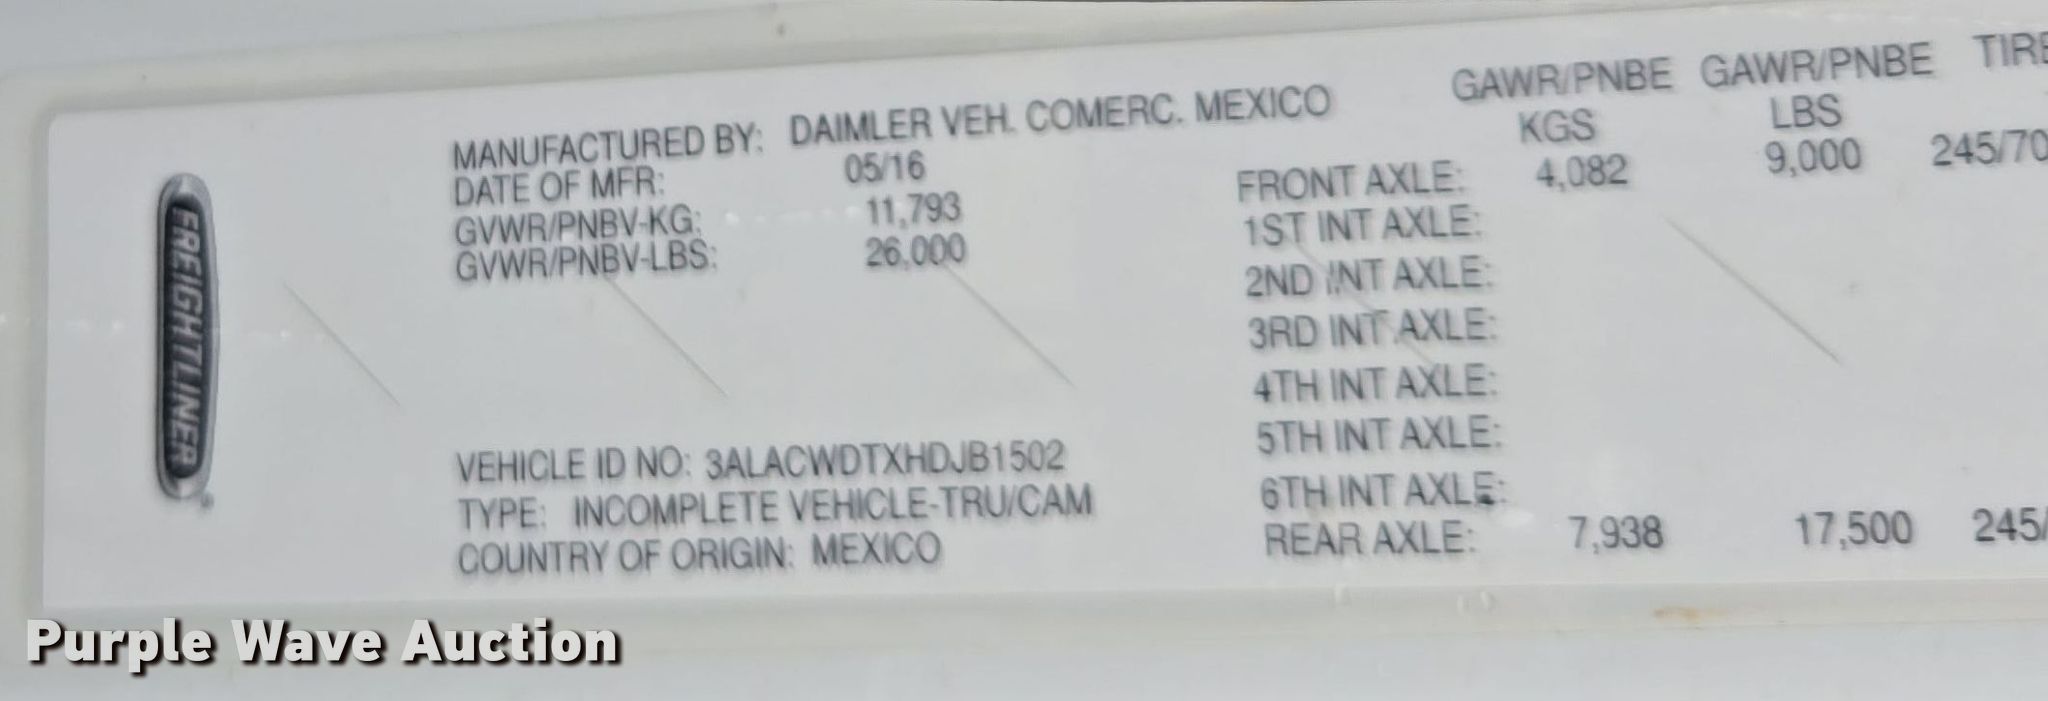 FREIGHTLINER
MANUFACTURED BY: DAIMLER VEH. COMERC. MEXICO
DATE OF MFR: 05/16
GVWR/PNBV-KG: 11,793
GVWR/PNBV-LBS: 26,000
VEHICLE ID NO: 3ALACWDTXHDJB1502
TYPE: INCOMPLETE VEHICLE-TRU/CAM
COUNTRY OF ORIGIN: MEXICO
GAWR/PNBE GAWR/PNBE TIRE
KGS LBS
FRONT AXLE: 4,082 9,000 245/70
1ST INT AXLE:
2ND INT AXLE:
3RD INT AXLE:
4TH INT AXLE:
5TH INT AXLE:
6TH INT AXLE:
REAR AXLE: 7,938 17,500 245/
Purple Wave Auction